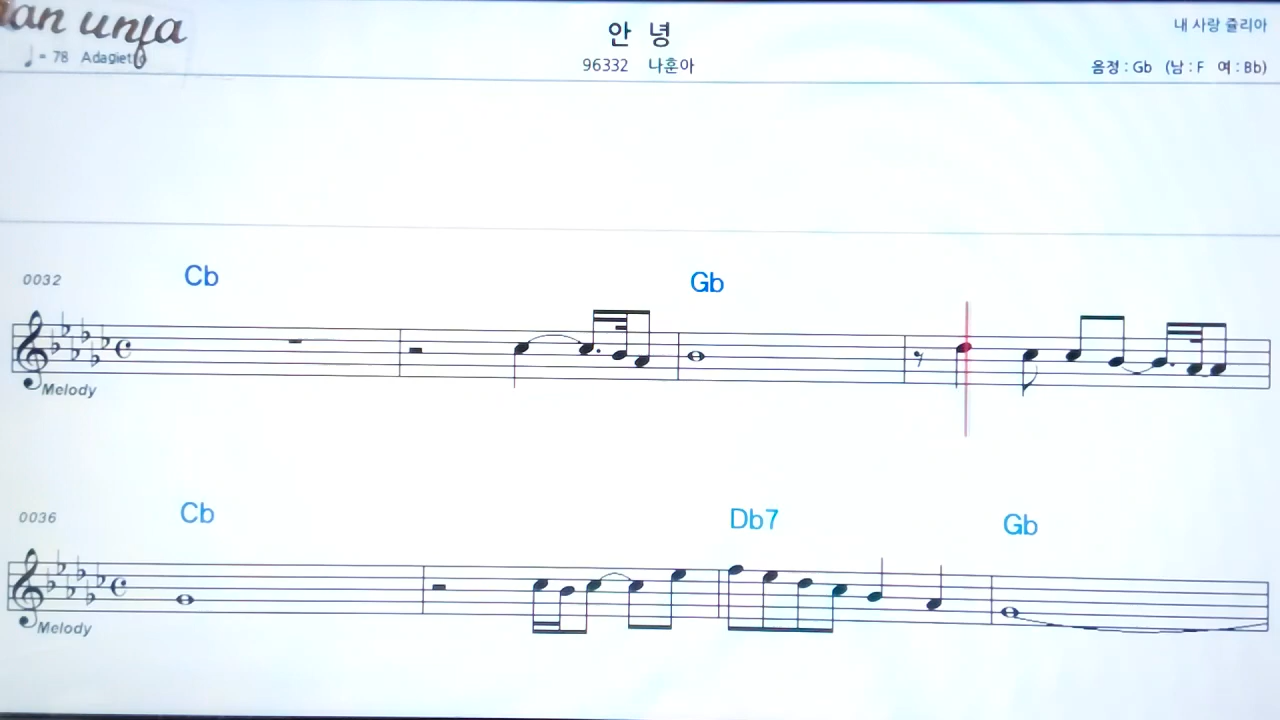 안 녕
내 사랑 쥴리아
♩= 78 Adagietto
96332 나훈아
음정 : Gb (남 : F 여 : Bb)
0032
Cb
Gb
Melody
0036
Cb
Db7
Gb
Melody